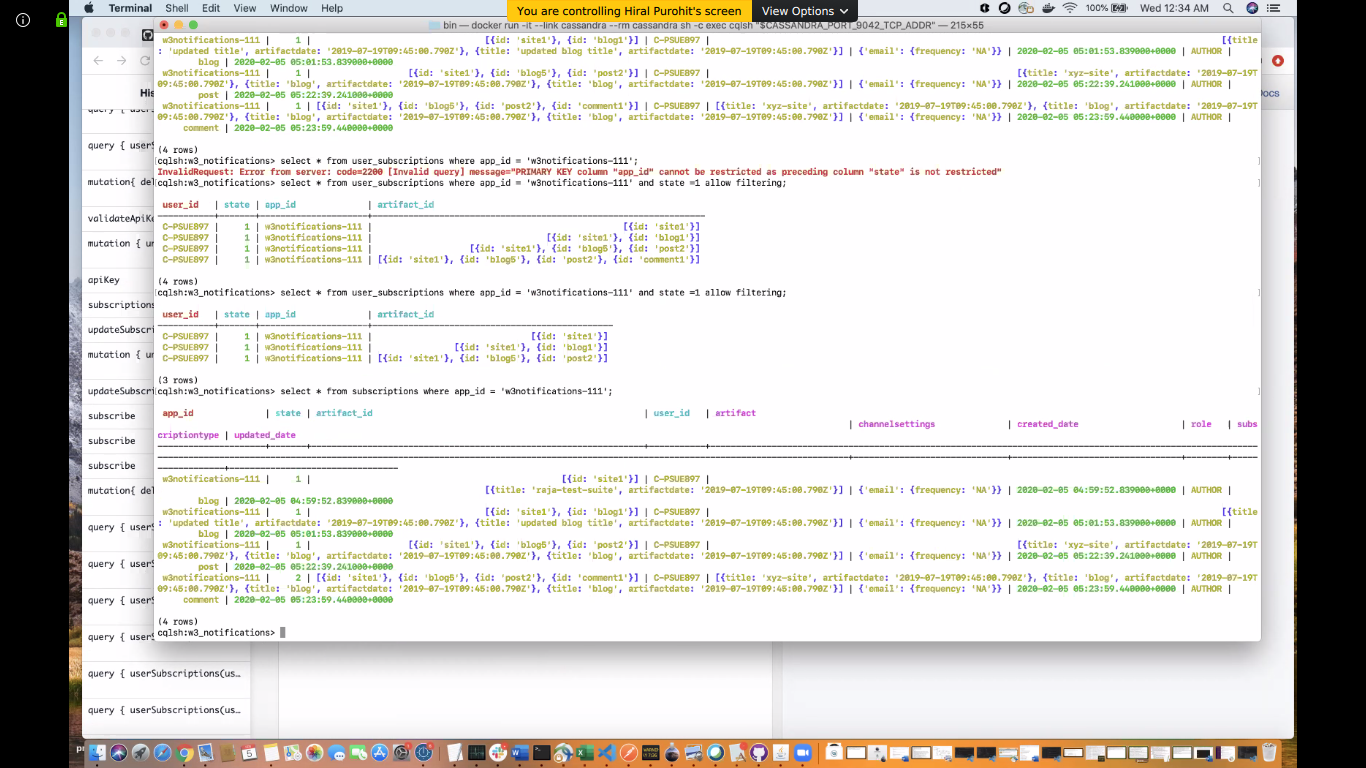 Terminal Shell Edit View Window Help
You are controlling Hiral Purohit's screen View Options
100% Wed 12:34 AM
bin — docker run -it --link cassandra --rm cassandra sh -c exec cqlsh "$CASSANDRA_PORT_9042_TCP_ADDR" — 215×55
w3notifications-111 | 1 | [{id: 'site1'}, {id: 'blog1'}] | C-PSUE897 | [{title
: 'updated title', artifactdate: '2019-07-19T09:45:00.790Z'}, {title: 'updated blog title', artifactdate: '2019-07-19T09:45:00.790Z'}] | {'email': {frequency: 'NA'}} | 2020-02-05 05:01:53.839000+0000 | AUTHOR |
blog | 2020-02-05 05:01:53.839000+0000
w3notifications-111 | 1 | [{id: 'site1'}, {id: 'blog5'}, {id: 'post2'}] | C-PSUE897 | [{title: 'xyz-site', artifactdate: '2019-07-19T
09:45:00.790Z'}, {title: 'blog', artifactdate: '2019-07-19T09:45:00.790Z'}, {title: 'blog', artifactdate: '2019-07-19T09:45:00.790Z'}] | {'email': {frequency: 'NA'}} | 2020-02-05 05:22:39.241000+0000 | AUTHOR |
post | 2020-02-05 05:22:39.241000+0000
w3notifications-111 | 1 | [{id: 'site1'}, {id: 'blog5'}, {id: 'post2'}, {id: 'comment1'}] | C-PSUE897 | [{title: 'xyz-site', artifactdate: '2019-07-19T09:45:00.790Z'}, {title: 'blog', artifactdate: '2019-07-19T
09:45:00.790Z'}, {title: 'blog', artifactdate: '2019-07-19T09:45:00.790Z'}, {title: 'blog', artifactdate: '2019-07-19T09:45:00.790Z'}] | {'email': {frequency: 'NA'}} | 2020-02-05 05:23:59.440000+0000 | AUTHOR |
comment | 2020-02-05 05:23:59.440000+0000
(4 rows)
cqlsh:w3_notifications> select * from user_subscriptions where app_id = 'w3notifications-111';
InvalidRequest: Error from server: code=2200 [Invalid query] message="PRIMARY KEY column "app_id" cannot be restricted as preceding column "state" is not restricted"
cqlsh:w3_notifications> select * from user_subscriptions where app_id = 'w3notifications-111' and state =1 allow filtering;
user_id | state | app_id | artifact_id
C-PSUE897 | 1 | w3notifications-111 | [{id: 'site1'}]
C-PSUE897 | 1 | w3notifications-111 | [{id: 'site1'}, {id: 'blog1'}]
C-PSUE897 | 1 | w3notifications-111 | [{id: 'site1'}, {id: 'blog5'}, {id: 'post2'}]
C-PSUE897 | 1 | w3notifications-111 | [{id: 'site1'}, {id: 'blog5'}, {id: 'post2'}, {id: 'comment1'}]
(4 rows)
cqlsh:w3_notifications> select * from user_subscriptions where app_id = 'w3notifications-111' and state =1 allow filtering;
user_id | state | app_id | artifact_id
C-PSUE897 | 1 | w3notifications-111 | [{id: 'site1'}]
C-PSUE897 | 1 | w3notifications-111 | [{id: 'site1'}, {id: 'blog1'}]
C-PSUE897 | 1 | w3notifications-111 | [{id: 'site1'}, {id: 'blog5'}, {id: 'post2'}]
(3 rows)
cqlsh:w3_notifications> select * from subscriptions where app_id = 'w3notifications-111';
app_id | state | artifact_id | user_id | artifact
| channelsettings | created_date | role | subs
criptiontype | updated_date
w3notifications-111 | 1 | [{id: 'site1'}] | C-PSUE897 |
[{title: 'raja-test-suite', artifactdate: '2019-07-19T09:45:00.790Z'}] | {'email': {frequency: 'NA'}} | 2020-02-05 04:59:52.839000+0000 | AUTHOR |
blog | 2020-02-05 04:59:52.839000+0000
w3notifications-111 | 1 | [{id: 'site1'}, {id: 'blog1'}] | C-PSUE897 | [{title
: 'updated title', artifactdate: '2019-07-19T09:45:00.790Z'}, {title: 'updated blog title', artifactdate: '2019-07-19T09:45:00.790Z'}] | {'email': {frequency: 'NA'}} | 2020-02-05 05:01:53.839000+0000 | AUTHOR |
blog | 2020-02-05 05:01:53.839000+0000
w3notifications-111 | 1 | [{id: 'site1'}, {id: 'blog5'}, {id: 'post2'}] | C-PSUE897 | [{title: 'xyz-site', artifactdate: '2019-07-19T
09:45:00.790Z'}, {title: 'blog', artifactdate: '2019-07-19T09:45:00.790Z'}, {title: 'blog', artifactdate: '2019-07-19T09:45:00.790Z'}] | {'email': {frequency: 'NA'}} | 2020-02-05 05:22:39.241000+0000 | AUTHOR |
post | 2020-02-05 05:22:39.241000+0000
w3notifications-111 | 2 | [{id: 'site1'}, {id: 'blog5'}, {id: 'post2'}, {id: 'comment1'}] | C-PSUE897 | [{title: 'xyz-site', artifactdate: '2019-07-19T09:45:00.790Z'}, {title: 'blog', artifactdate: '2019-07-19T
09:45:00.790Z'}, {title: 'blog', artifactdate: '2019-07-19T09:45:00.790Z'}, {title: 'blog', artifactdate: '2019-07-19T09:45:00.790Z'}] | {'email': {frequency: 'NA'}} | 2020-02-05 05:23:59.440000+0000 | AUTHOR |
comment | 2020-02-05 05:23:59.440000+0000
(4 rows)
cqlsh:w3_notifications>
His
query { userS
mutation{ del
validateApiKe
mutation { un
apiKey
subscriptions
updateSubscr
mutation { un
updateSubscr
subscribe
subscribe
subscribe
mutation{ del
query { userS
query { userS
query { userS
query { userS
query { userSubscriptions(us...
query { userSubscriptions(us...
Docs